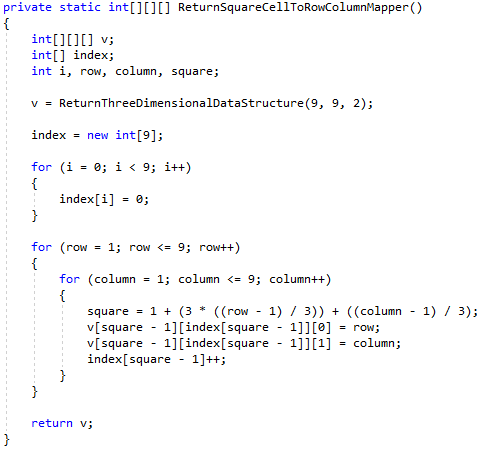 private static int[][][] ReturnSquareCellToRowColumnMapper()
{
    int[][][] v;
    int[] index;
    int i, row, column, square;

    v = ReturnThreeDimensionalDataStructure(9, 9, 2);

    index = new int[9];

    for (i = 0; i < 9; i++)
    {
        index[i] = 0;
    }

    for (row = 1; row <= 9; row++)
    {
        for (column = 1; column <= 9; column++)
        {
            square = 1 + (3 * ((row - 1) / 3)) + ((column - 1) / 3);
            v[square - 1][index[square - 1]][0] = row;
            v[square - 1][index[square - 1]][1] = column;
            index[square - 1]++;
        }
    }

    return v;
}